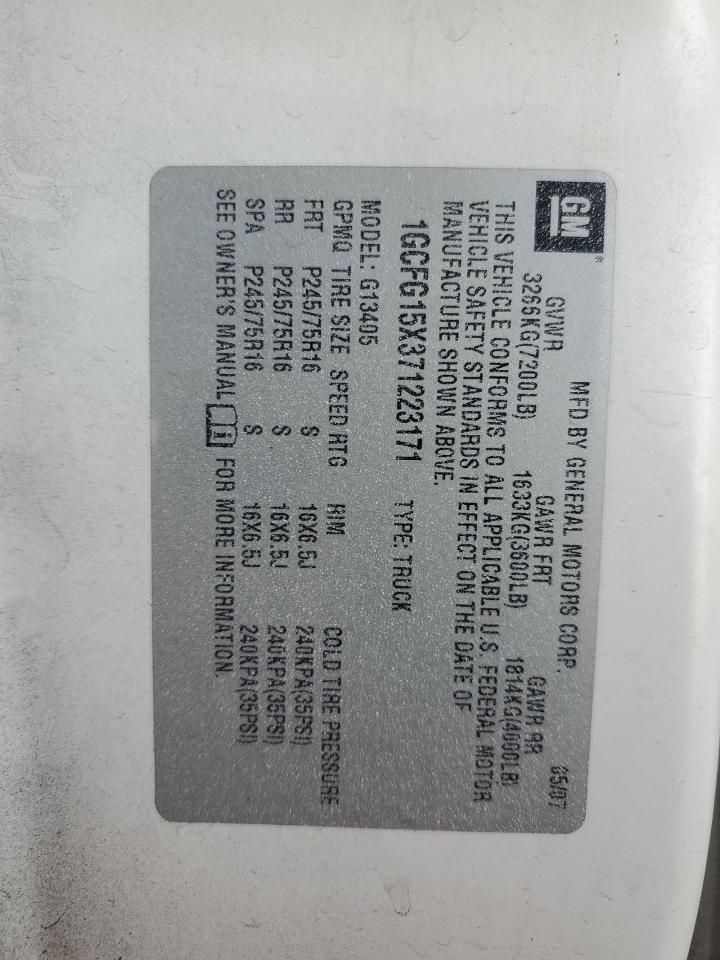 GM®
MFD BY GENERAL MOTORS CORP. 05/07
GVWR GAWR FRT GAWR RR
3266KG(7200LB) 1633KG(3600LB) 1814KG(4000LB)
THIS VEHICLE CONFORMS TO ALL APPLICABLE U.S. FEDERAL MOTOR
VEHICLE SAFETY STANDARDS IN EFFECT ON THE DATE OF
MANUFACTURE SHOWN ABOVE.
1GCFG15X371223171 TYPE: TRUCK
MODEL: G13405
GPMQ TIRE SIZE SPEED RTG RIM COLD TIRE PRESSURE
FRT P245/75R16 S 16X6.5J 240KPA(35PSI)
RR P245/75R16 S 16X6.5J 240KPA(35PSI)
SPA P245/75R16 S 16X6.5J 240KPA(35PSI)
SEE OWNER'S MANUAL FOR MORE INFORMATION.